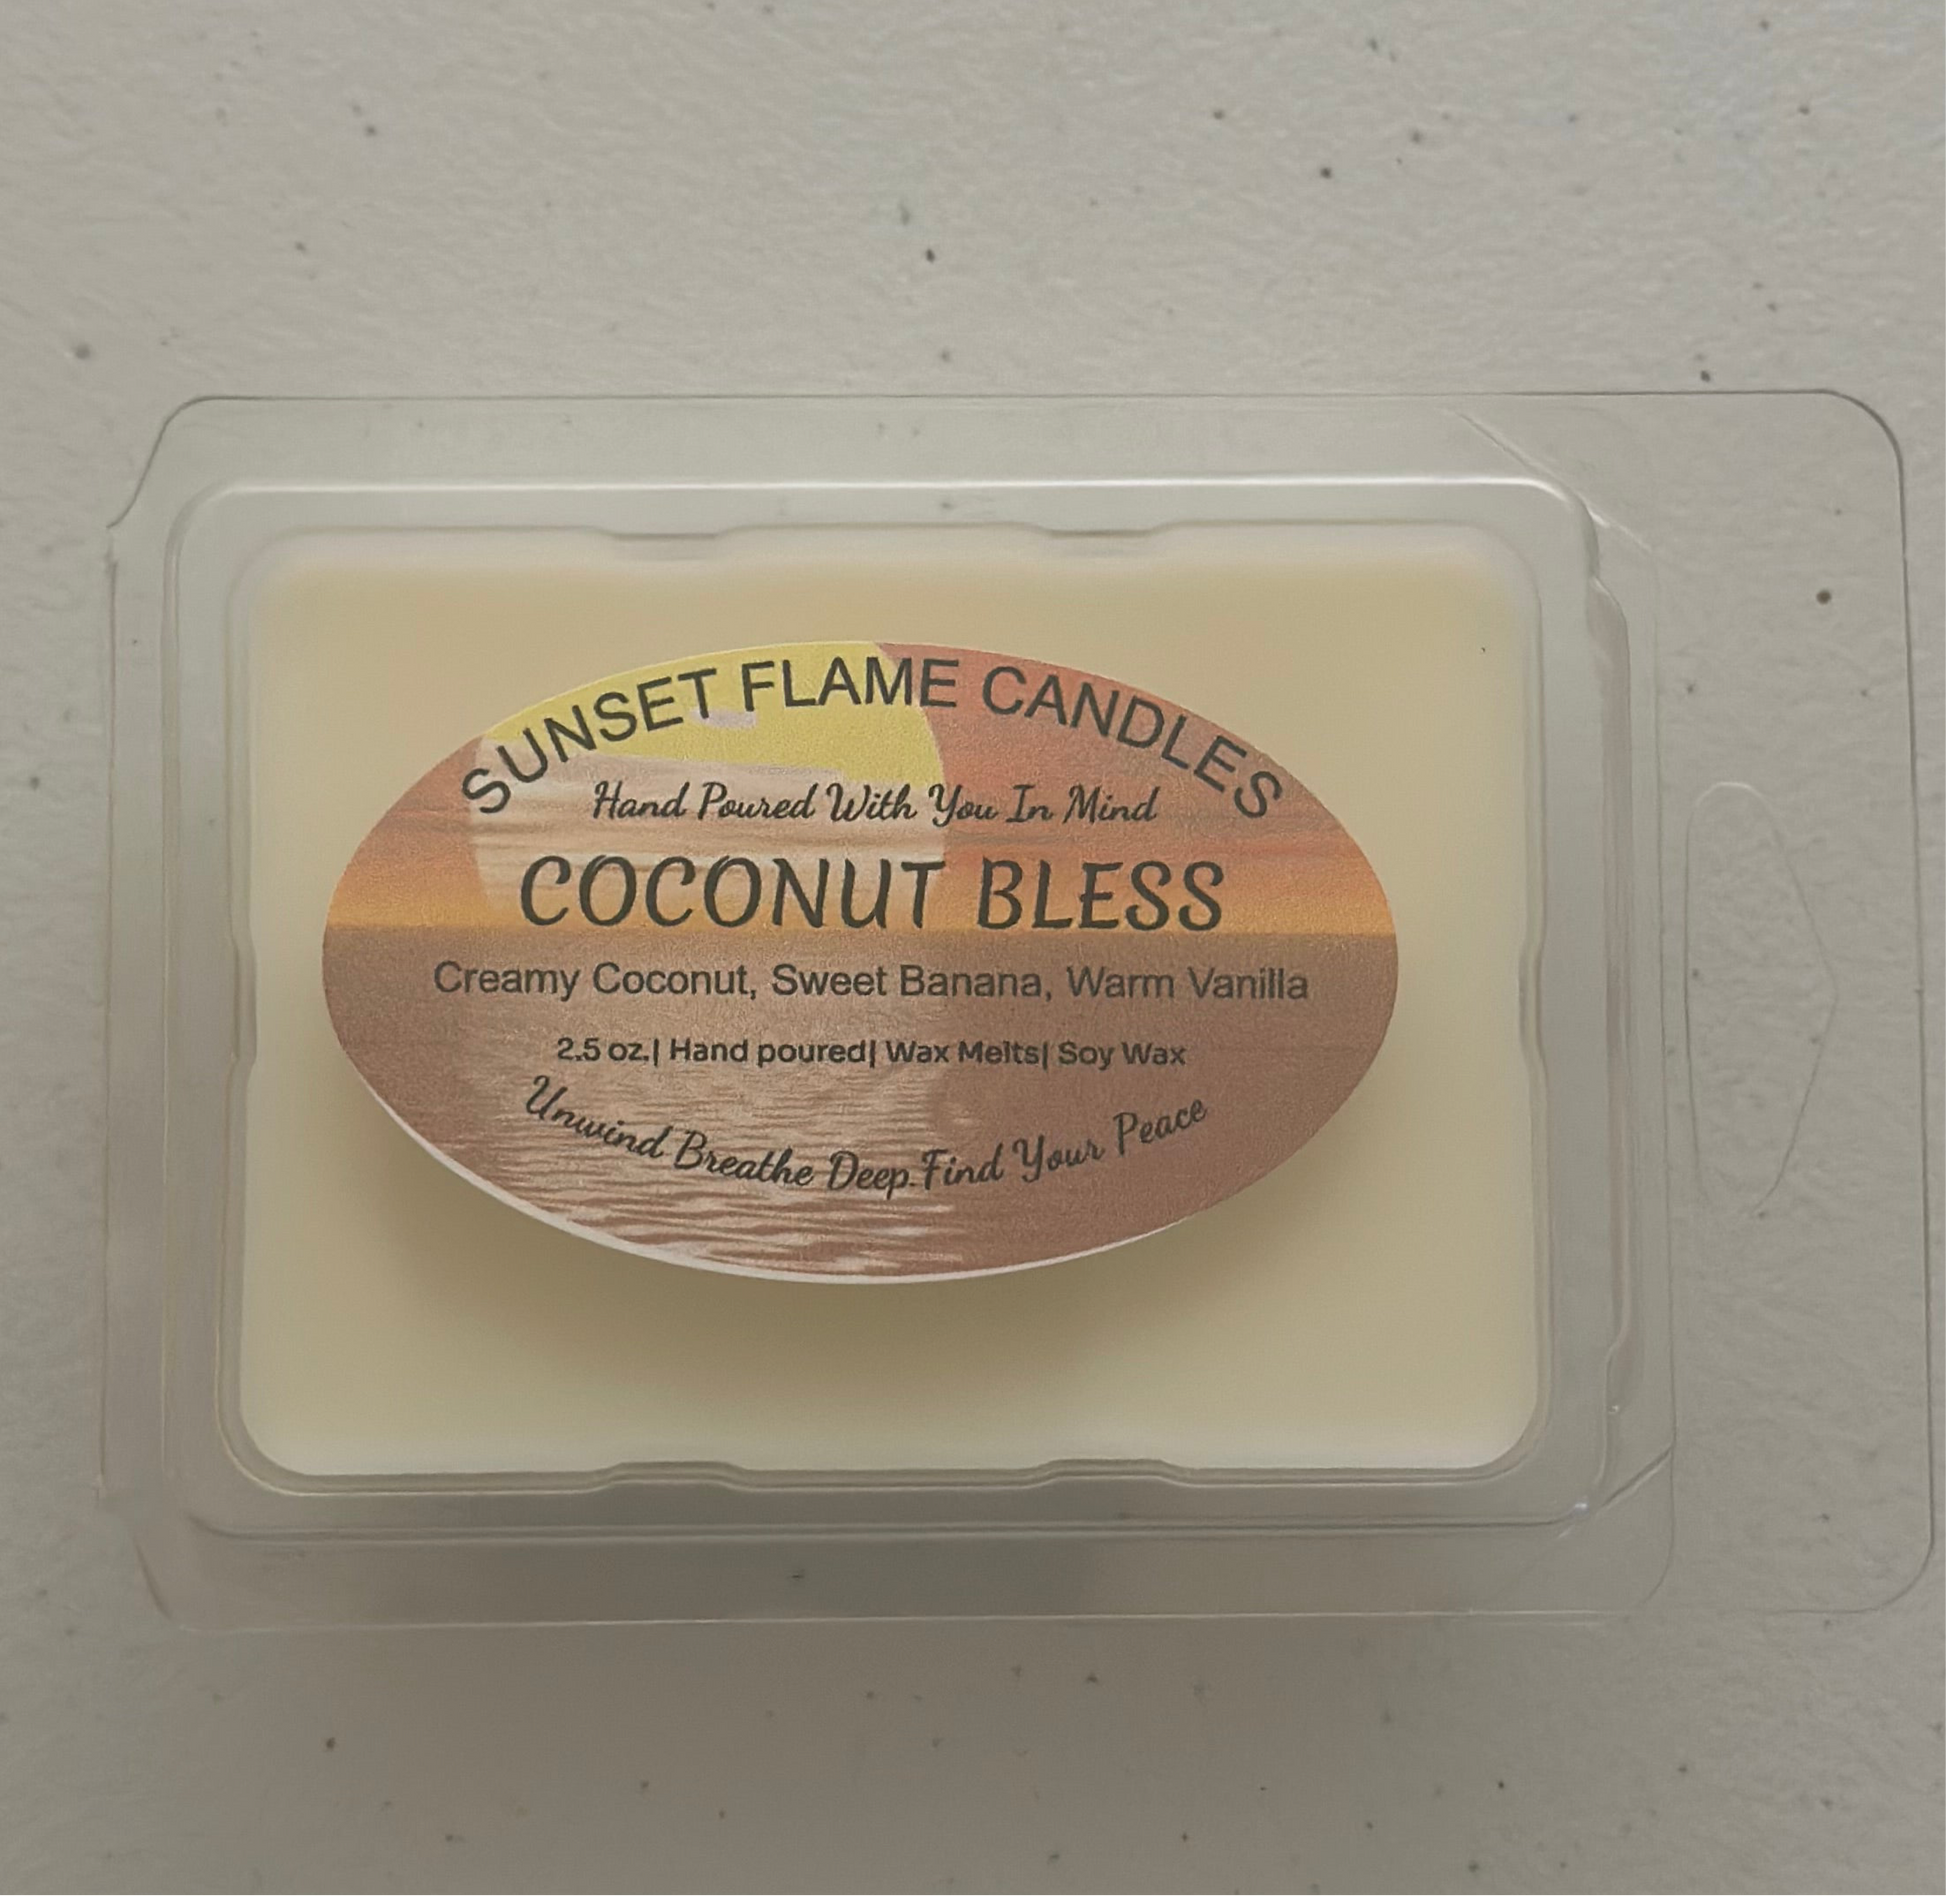 SUNSET FLAME CANDLES
Hand Poured With You In Mind
COCONUT BLESS
Creamy Coconut, Sweet Banana, Warm Vanilla
2.5 oz.| Hand poured| Wax Melts| Soy Wax
Unwind Breathe Deep.Find Your Peace